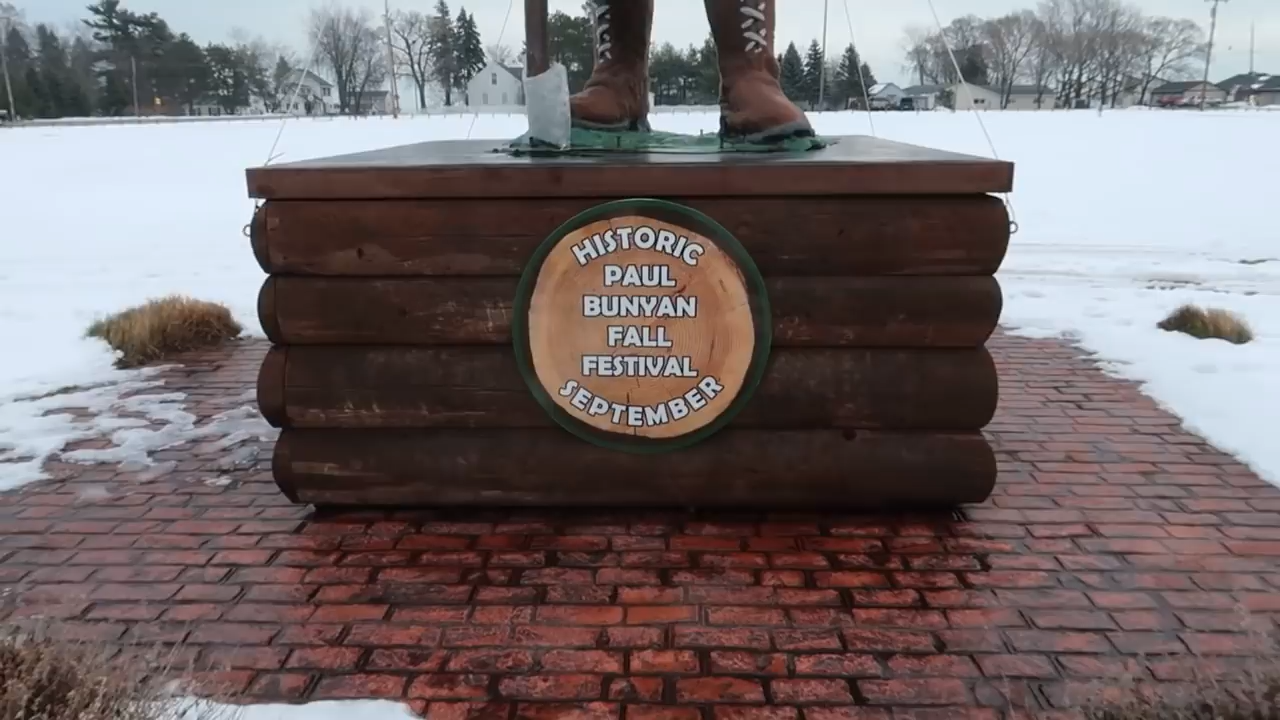 HISTORIC
PAUL
BUNYAN
FALL
FESTIVAL
SEPTEMBER